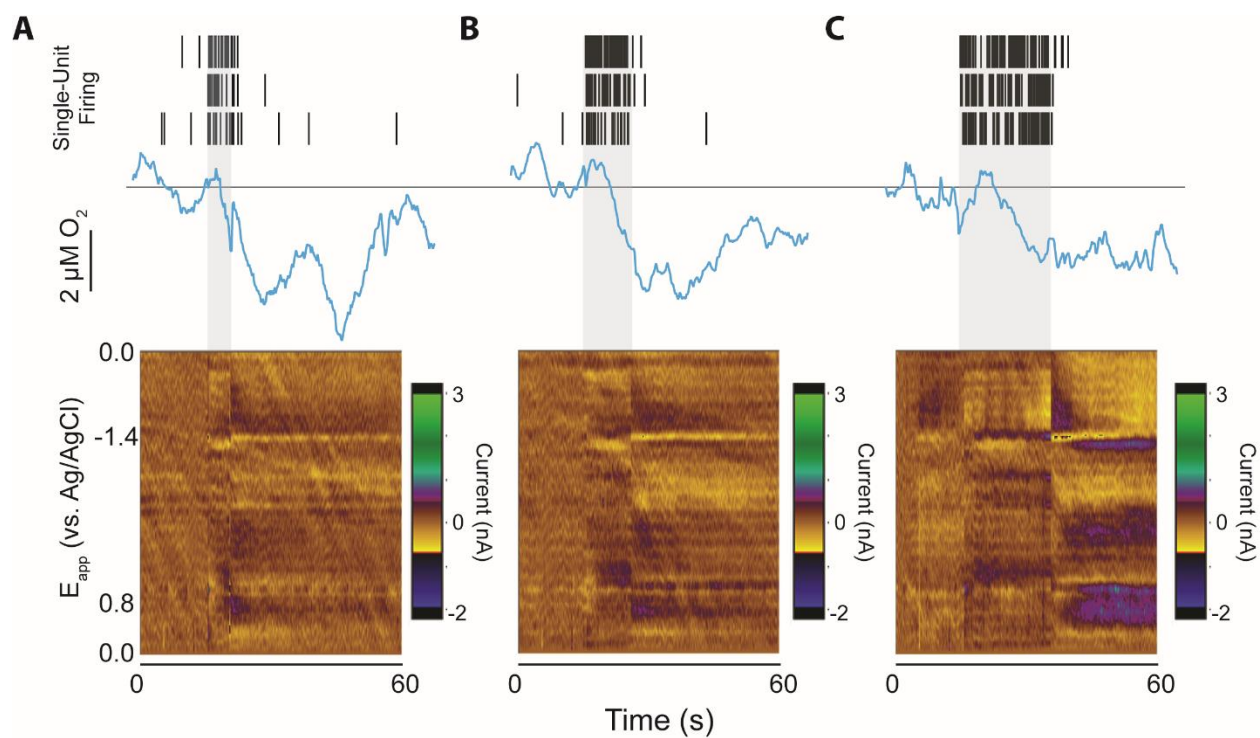 A
B
C
Single-Unit
Firing
2 µM O₂
E_app (vs. Ag/AgCl)
0.0
-1.4
0.8
0.0
3
0
-2
Current (nA)
3
0
-2
Current (nA)
3
0
-2
Current (nA)
0 60
0 60
0 60
Time (s)